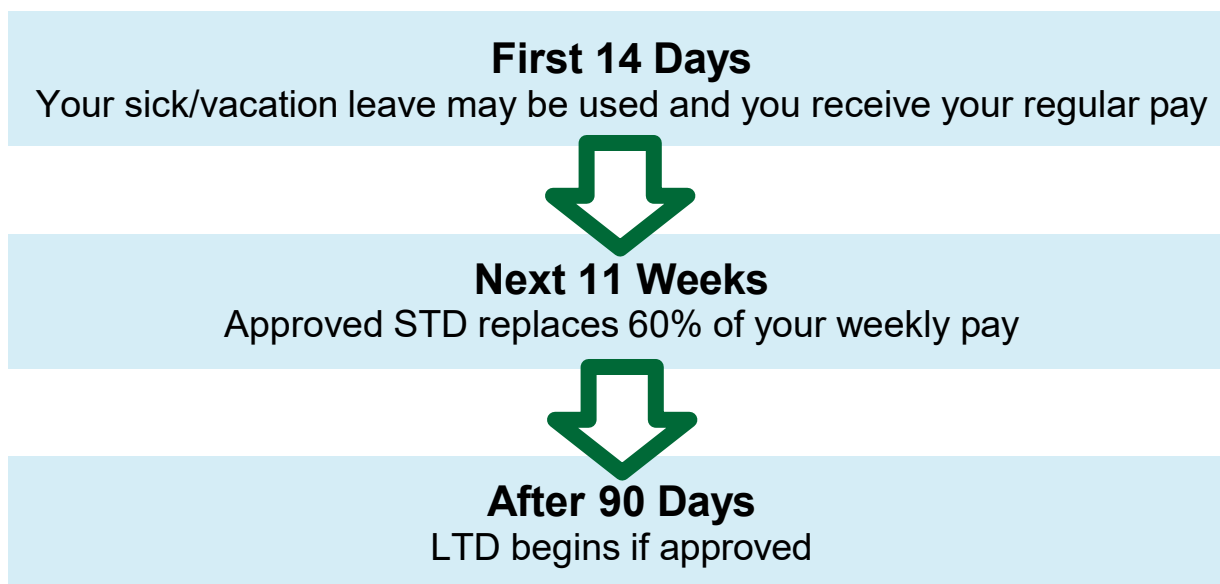 First 14 Days
Your sick/vacation leave may be used and you receive your regular pay
Next 11 Weeks
Approved STD replaces 60% of your weekly pay
After 90 Days
LTD begins if approved